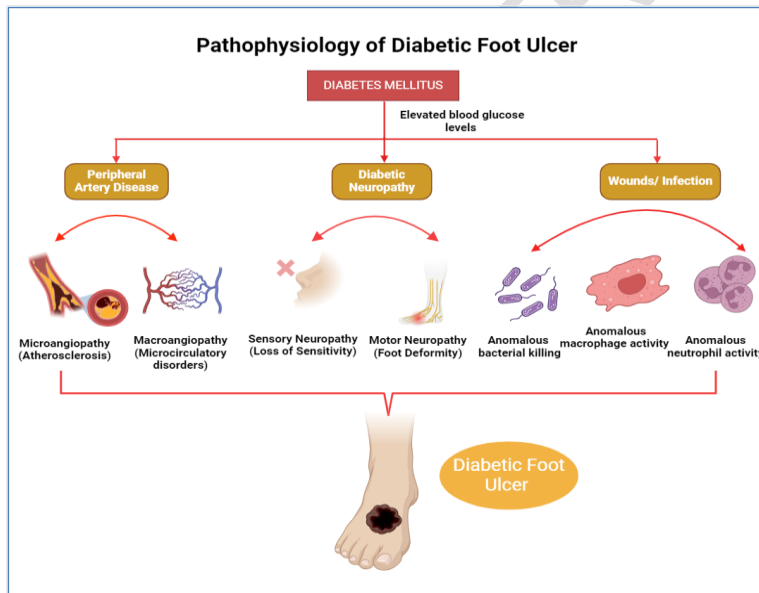 Pathophysiology of Diabetic Foot Ulcer
DIABETES MELLITUS
Elevated blood glucose
levels
Peripheral
Artery Disease
Diabetic
Neuropathy
Wounds/ Infection
Microangiopathy
(Atherosclerosis)
Macroangiopathy
(Microcirculatory
disorders)
Sensory Neuropathy
(Loss of Sensitivity)
Motor Neuropathy
(Foot Deformity)
Anomalous
bacterial killing
Anomalous
macrophage activity
Anomalous
neutrophil activity
Diabetic Foot
Ulcer